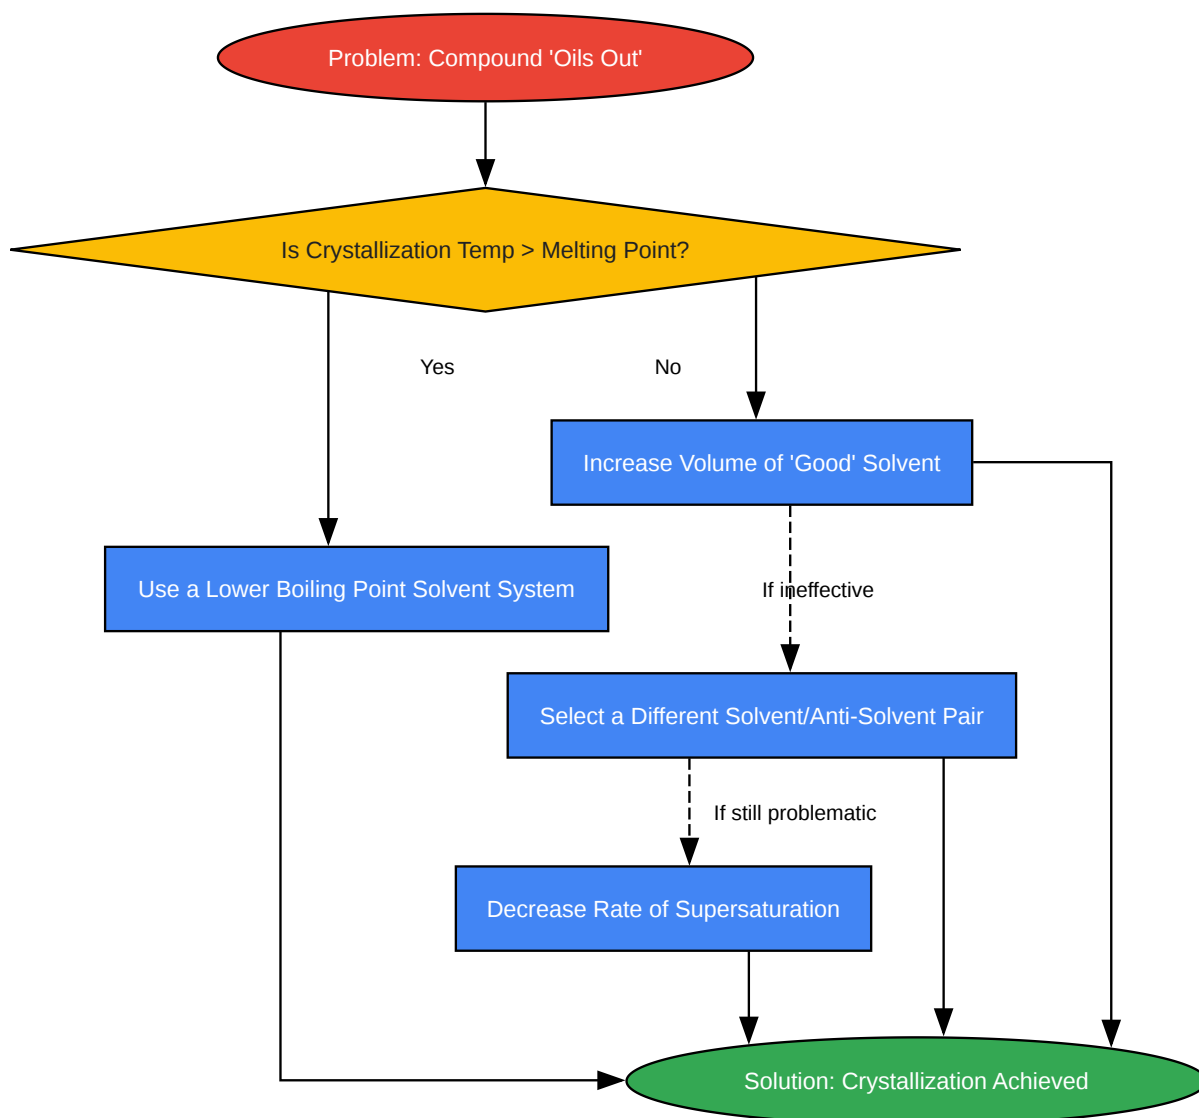 Problem: Compound 'Oils Out'
Is Crystallization Temp > Melting Point?
Yes
No
Increase Volume of 'Good' Solvent
Use a Lower Boiling Point Solvent System
If ineffective
Select a Different Solvent/Anti-Solvent Pair
If still problematic
Decrease Rate of Supersaturation
Solution: Crystallization Achieved